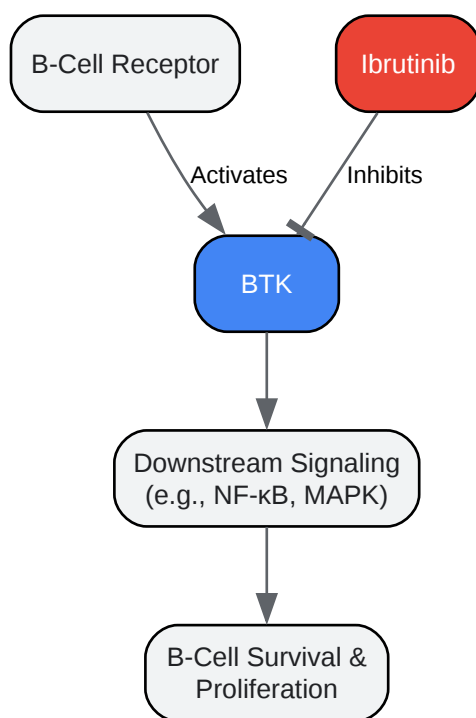 B-Cell Receptor
Ibrutinib
Activates
Inhibits
BTK
Downstream Signaling
(e.g., NF-κB, MAPK)
B-Cell Survival &
Proliferation